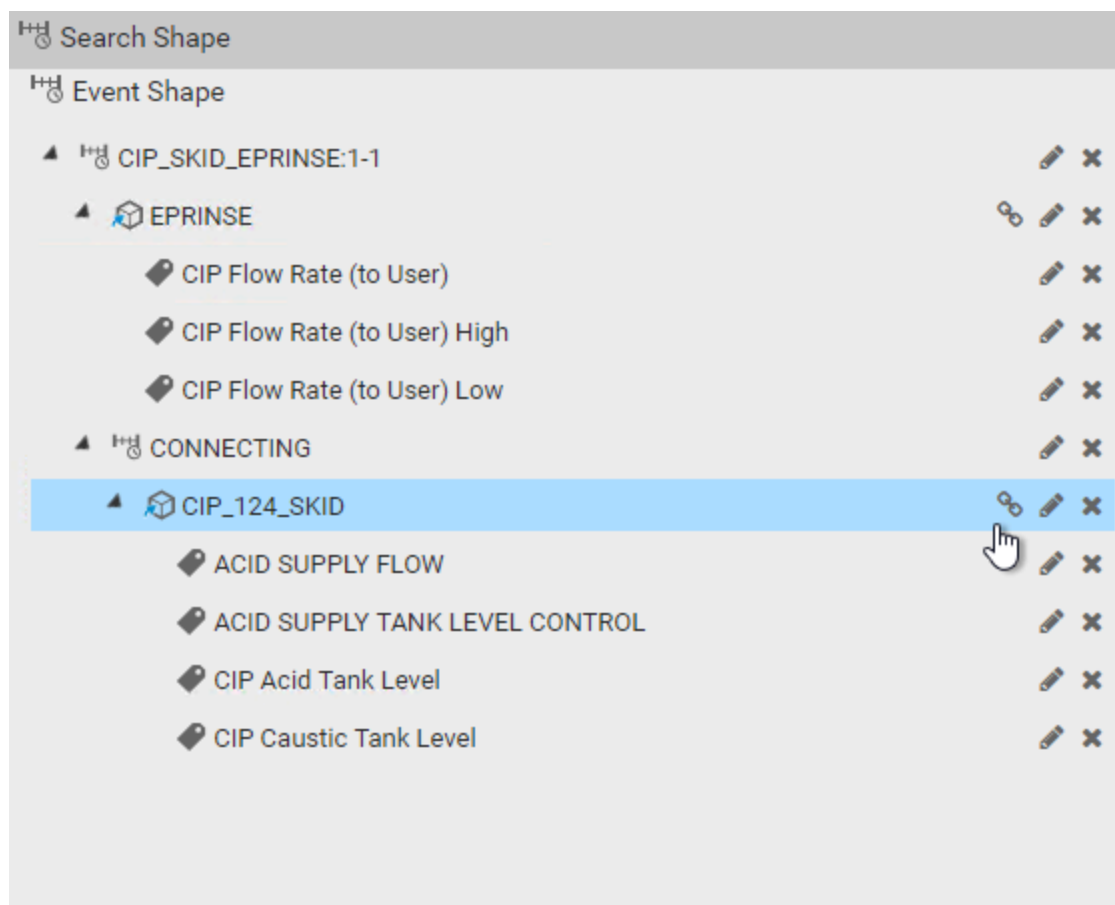 Search Shape
Event Shape
CIP_SKID_EPRINSE:1-1
EPRINSE
CIP Flow Rate (to User)
CIP Flow Rate (to User) High
CIP Flow Rate (to User) Low
CONNECTING
CIP_124_SKID
ACID SUPPLY FLOW
ACID SUPPLY TANK LEVEL CONTROL
CIP Acid Tank Level
CIP Caustic Tank Level